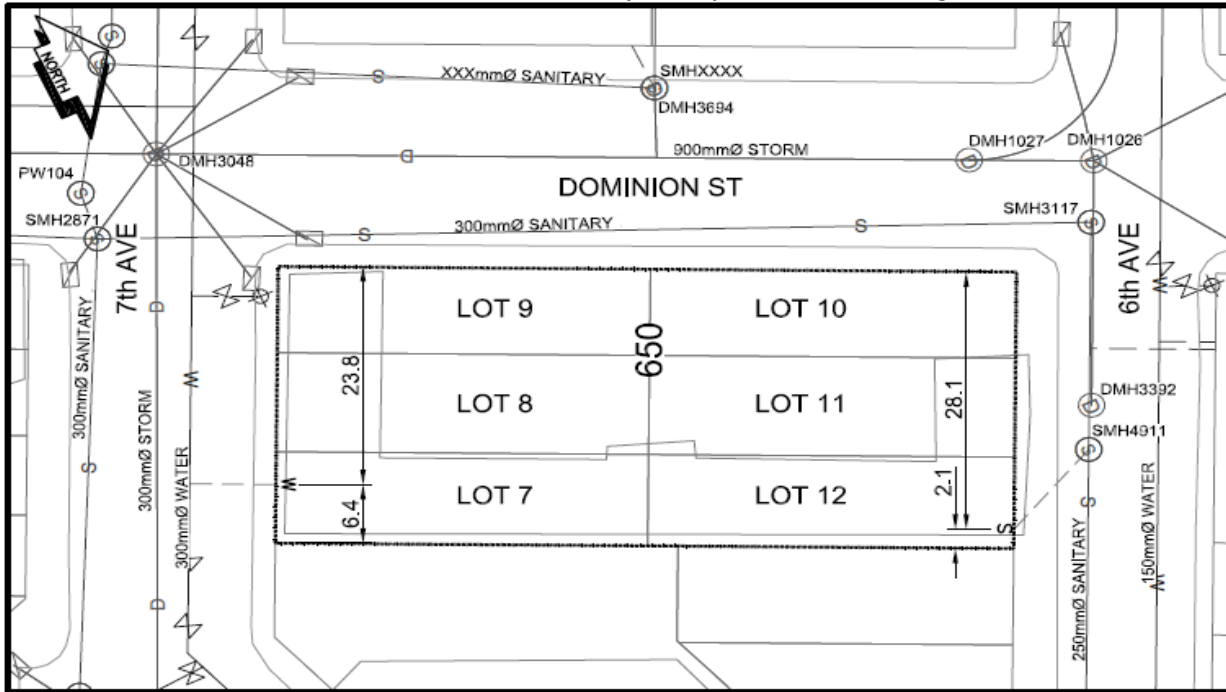 NORTH
XXXmmØ SANITARY
S
SMHXXXX
DMH3694
S
D
DMH3048
D
900mmØ STORM
DMH1027
D
DMH1026
D
PW104
S
DOMINION ST
SMH2871
S
S
300mmØ SANITARY
S
SMH3117
S
7th AVE
6th AVE
W
D
LOT 9
LOT 10
650
23.8
28.1
300mmØ SANITARY
W
LOT 8
LOT 11
DMH3392
D
SMH4911
S
300mmØ STORM
300mmØ WATER
S
W
6.4
LOT 7
LOT 12
2.1
S
S
250mmØ SANITARY
150mmØ WATER
W
D